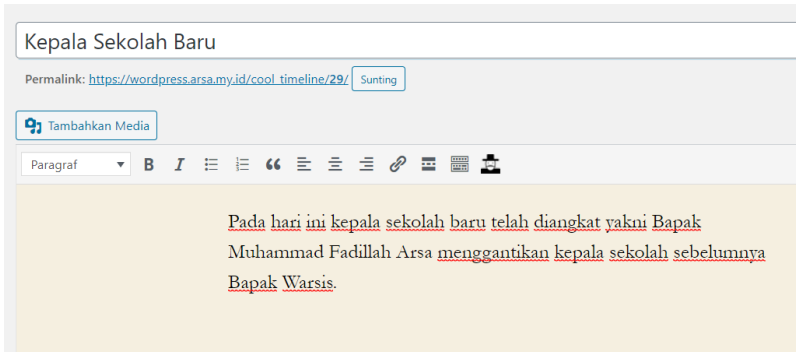 Kepala Sekolah Baru
Permalink: https://wordpress.arsa.my.id/cool_timeline/29/ Sunting
Tambahkan Media
Paragraf B I
Pada hari ini kepala sekolah baru telah diangkat yakni Bapak
Muhammad Fadillah Arsa menggantikan kepala sekolah sebelumnya
Bapak Warsis.